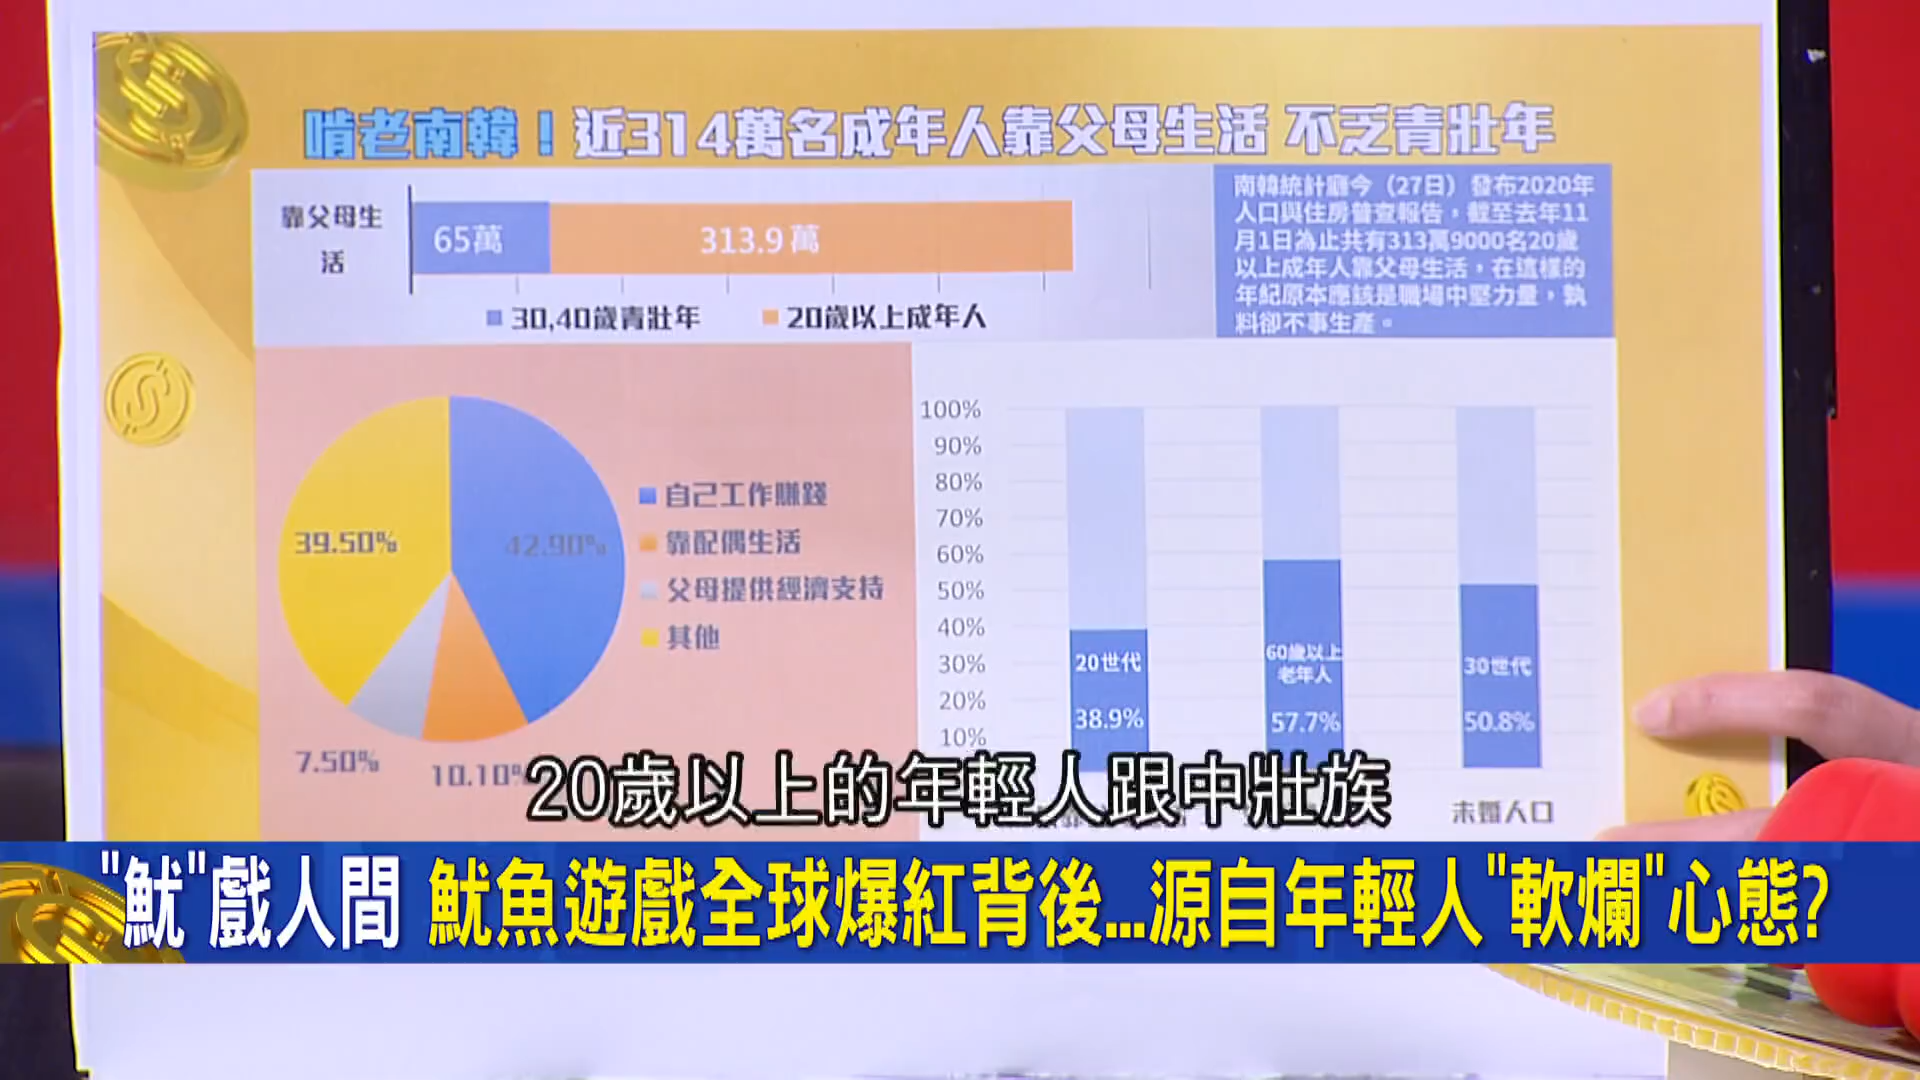 啃老南韓！近314萬名成年人靠父母生活 不乏青壯年
靠父母生
活
65萬
313.9萬
30,40歲青壯年
20歲以上成年人
南韓統計廳今（27日）發布2020年
人口與住房普查報告，截至去年11
月1日為止共有313萬9000名20歲
以上成年人靠父母生活，在這樣的
年紀原本應該是職場中堅力量，孰
料卻不事生產。
39.50%
42.90%
7.50%
10.10%
自己工作賺錢
靠配偶生活
父母提供經濟支持
其他
100%
90%
80%
70%
60%
50%
40%
30%
20%
10%
20世代
38.9%
60歲以上
老年人
57.7%
30世代
50.8%
未婚人口
20歲以上的年輕人跟中壯族
"魷"戲人間 魷魚遊戲全球爆紅背後...源自年輕人"軟爛"心態?